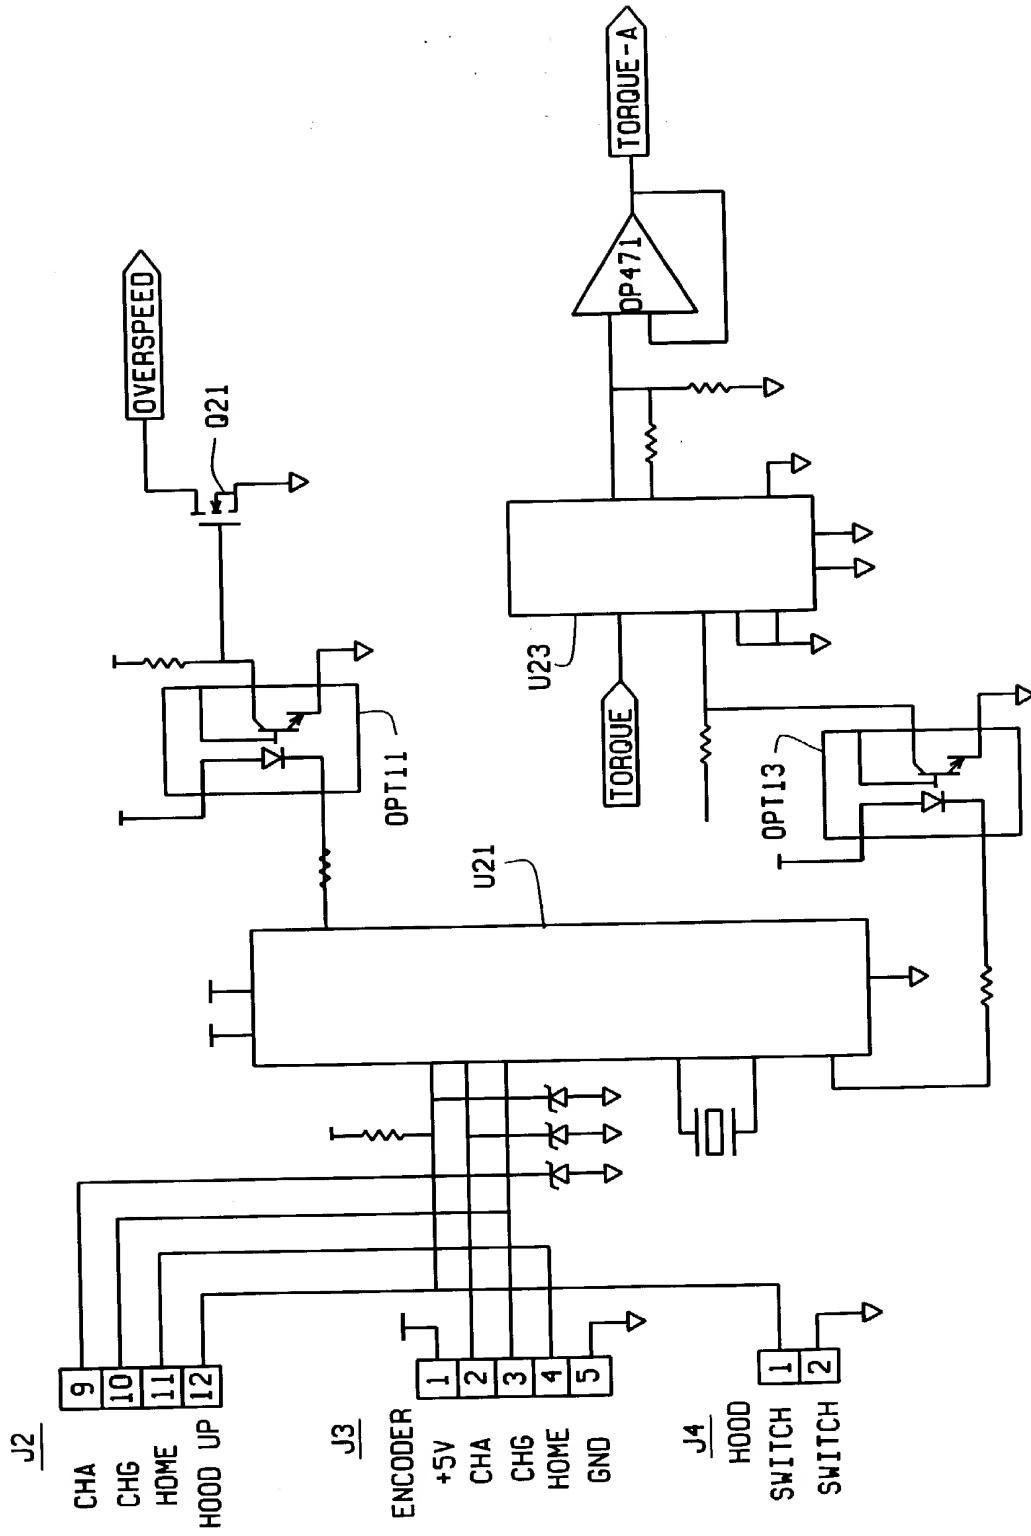 J2
CHA 9
CHG 10
HOME 11
HOOD UP 12
OVERSPEED
Q21
OPT11
J3
ENCODER
+5V 1
CHA 2
CHG 3
HOME 4
GND 5
U21
U23
TORQUE
OP471
TORQUE-A
J4
HOOD
SWITCH 1
SWITCH 2
OPT13